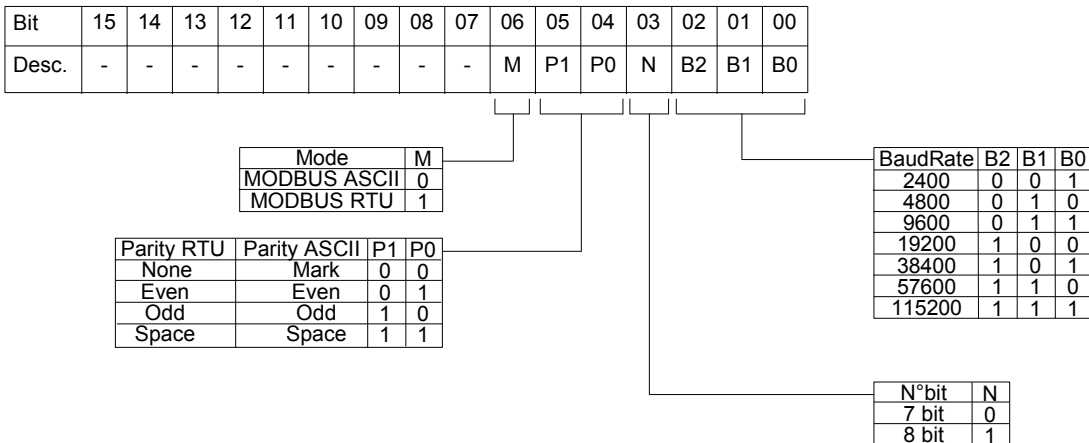 Bit 15 14 13 12 11 10 09 08 07 06 05 04 03 02 01 00
Desc. - - - - - - - - - M P1 P0 N B2 B1 B0
Mode M
MODBUS ASCII 0
MODBUS RTU 1
Parity RTU Parity ASCII P1 P0
None Mark 0 0
Even Even 0 1
Odd Odd 1 0
Space Space 1 1
BaudRate B2 B1 B0
2400 0 0 1
4800 0 1 0
9600 0 1 1
19200 1 0 0
38400 1 0 1
57600 1 1 0
115200 1 1 1
N°bit N
7 bit 0
8 bit 1